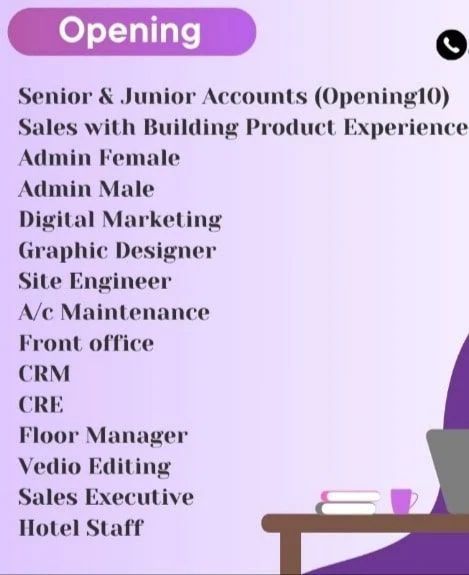 Opening
Senior & Junior Accounts (Opening10)
Sales with Building Product Experience
Admin Female
Admin Male
Digital Marketing
Graphic Designer
Site Engineer
A/c Maintenance
Front office
CRM
CRE
Floor Manager
Vedio Editing
Sales Executive
Hotel Staff